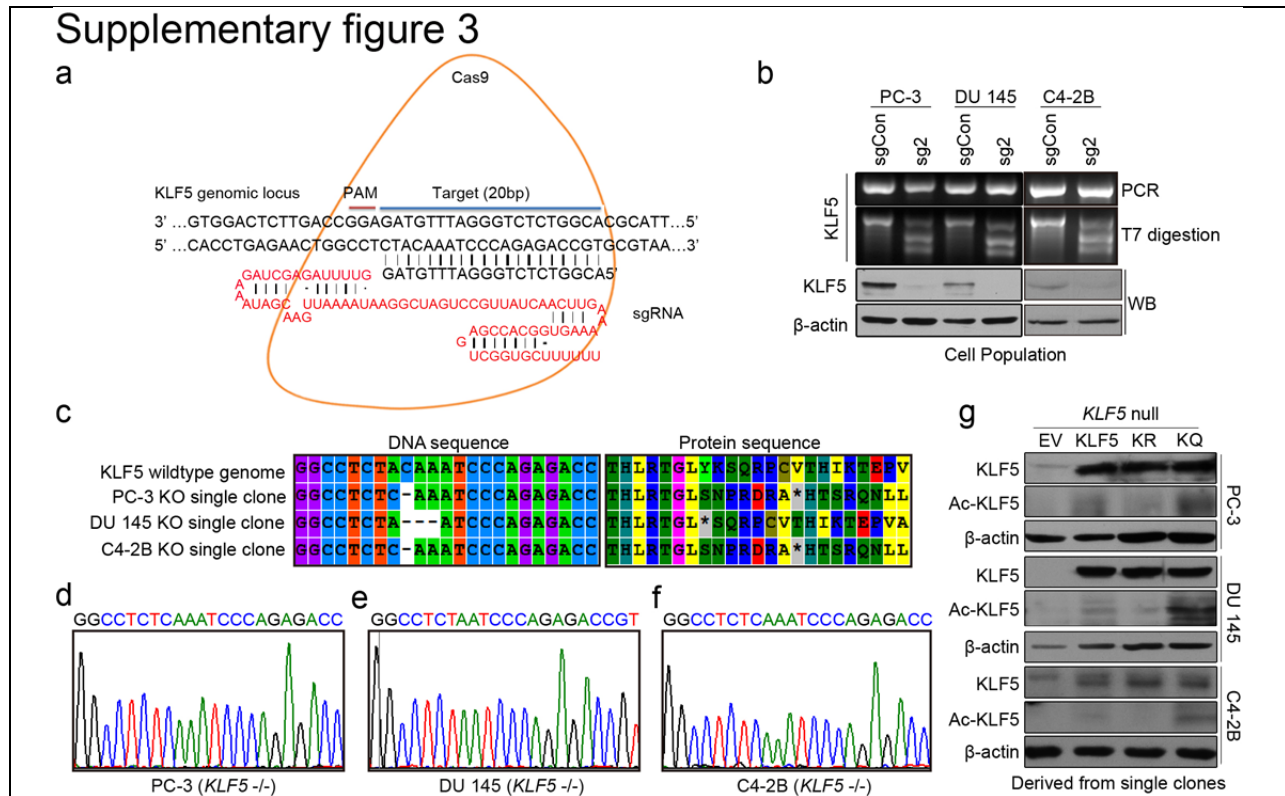 Supplementary figure 3
a
Cas9
KLF5 genomic locus PAM Target (20bp)
3' ...GTGGACTCTTGACCGGAGATGTTTAGGGTCTCTGGCACGCATT...5'
5' ...CACCTGAGAACTGGCCTCTACAAATCCCAGAGACCGTGCGTAA...3'
GAUCGAGAUUUUG GATGTTTAGGGTCTCTGGCA5'
A
A
UAGC UUAAAAUAAGGCUAGUCCGUUAUCAACUUG
AAG
sgRNA
A
A
AGCCACGGUGAAA
G
UCGGUGCUUUUUU
b
PC-3 DU 145 C4-2B
sgCon sg2 sgCon sg2 sgCon sg2
KLF5
PCR
T7 digestion
KLF5
β-actin
WB
Cell Population
c
DNA sequence Protein sequence
KLF5 wildtype genome GGCCTCTACAAATCCCAGAGACC THLRTGLYKSQRPCVTHIKTEPV
PC-3 KO single clone GGCCTCTC-AAATCCCAGAGACC THLRTGLSNPRDRA*HTSRQNLL
DU 145 KO single clone GGCCTCTA---ATCCCAGAGACC THLRTGL*SQRPCVTHIKTEPVA
C4-2B KO single clone GGCCTCTC-AAATCCCAGAGACC THLRTGLSNPRDRA*HTSRQNLL
d
GGCCTCTCAAATCCCAGAGACC
PC-3 (KLF5 -/-)
e
GGCCTCTAATCCCAGAGACCGT
DU 145 (KLF5 -/-)
f
GGCCTCTCAAATCCCAGAGACC
C4-2B (KLF5 -/-)
g
KLF5 null
EV KLF5 KR KQ
KLF5
Ac-KLF5
β-actin
PC-3
KLF5
Ac-KLF5
β-actin
DU 145
KLF5
Ac-KLF5
β-actin
C4-2B
Derived from single clones